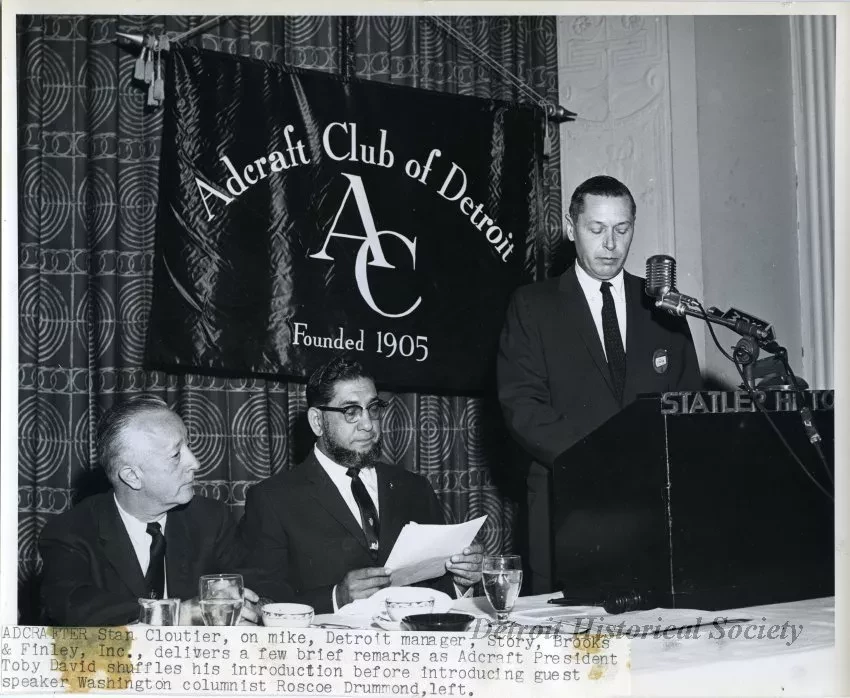 Adcraft Club of Detroit
AC
Founded 1905
STATLER HILTO
Detroit Historical Society
ADCRAFTER Stan Cloutier, on mike, Detroit manager, Story, Brooks
& Finley, Inc., delivers a few brief remarks as Adcraft President
Toby David shuffles his introduction before introducing guest
speaker Washington columnist Roscoe Drummond,left.